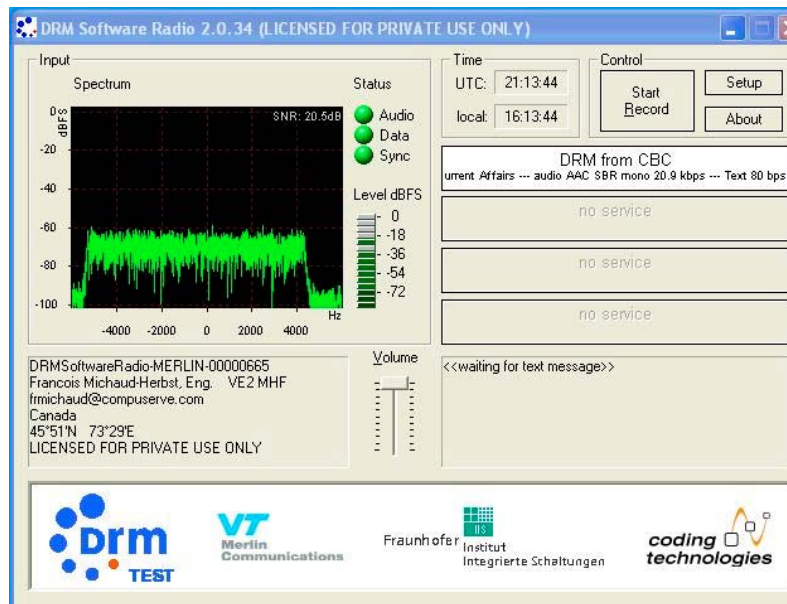 DRM Software Radio 2.0.34 (LICENSED FOR PRIVATE USE ONLY)
Input
Spectrum
Status
SNR: 20.5dB
dBFS
0
-20
-40
-60
-80
-100
-4000 -2000 0 2000 4000
Hz
Audio
Data
Sync
Level dBFS
0
-18
-36
-54
-72
Time
UTC: 21:13:44
local: 16:13:44
Control
Start
Record
Setup
About
DRM from CBC
urrent Affairs --- audio AAC SBR mono 20.9 kbps --- Text 80 bps
no service
no service
no service
DRMSoftwareRadio-MERLIN-00000665
Francois Michaud-Herbst, Eng. VE2 MHF
frmichaud@compuserve.com
Canada
45°51'N 73°29'E
LICENSED FOR PRIVATE USE ONLY
Volume
<<waiting for text message>>
Drm
TEST
VT
Merlin
Communications
Fraunhofer
IIS
Institut
Integrierte Schaltungen
coding
technologies